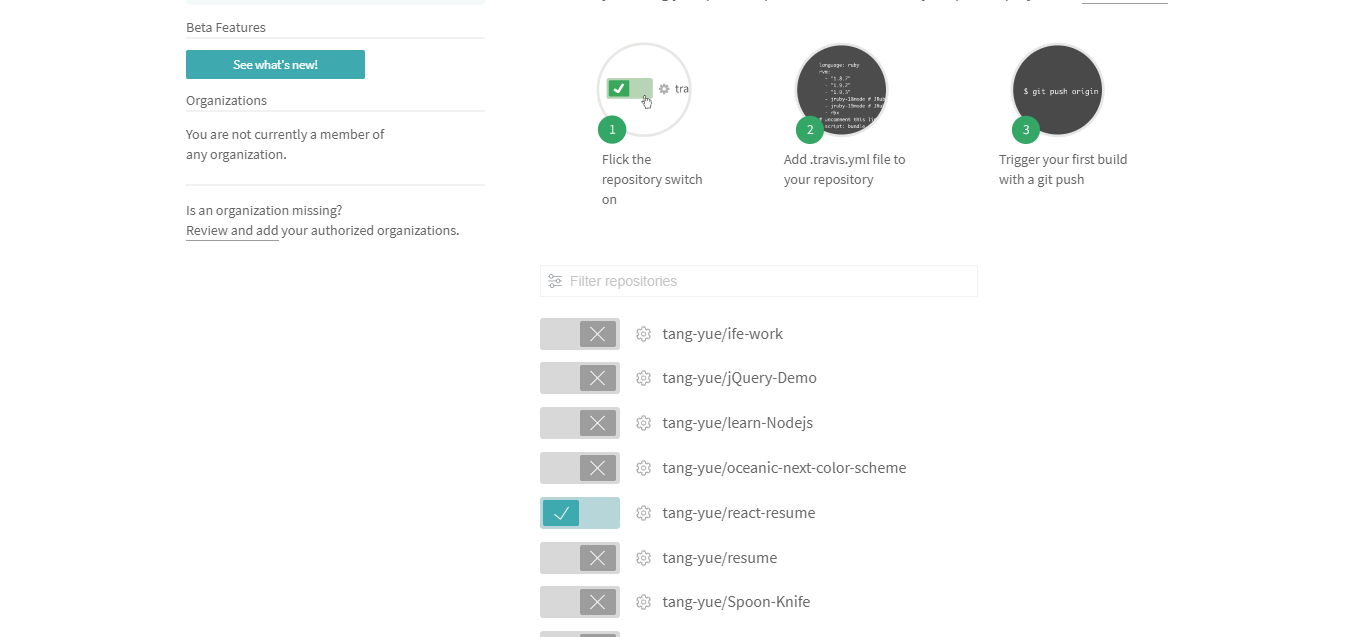 Beta Features
See what's new!
Organizations
You are not currently a member of
any organization.
Is an organization missing?
Review and add your authorized organizations.
tra
1
Flick the
repository switch
on
language: ruby
rvm:
- "1.8.7"
- "1.9.2"
- "1.9.3"
- jruby-18mode # JRu
- jruby-19mode # JRu
- rbx
# uncomment this li
script: bundle
2
Add .travis.yml file to
your repository
$ git push origin
3
Trigger your first build
with a git push
Filter repositories
tang-yue/ife-work
tang-yue/jQuery-Demo
tang-yue/learn-Nodejs
tang-yue/oceanic-next-color-scheme
tang-yue/react-resume
tang-yue/resume
tang-yue/Spoon-Knife